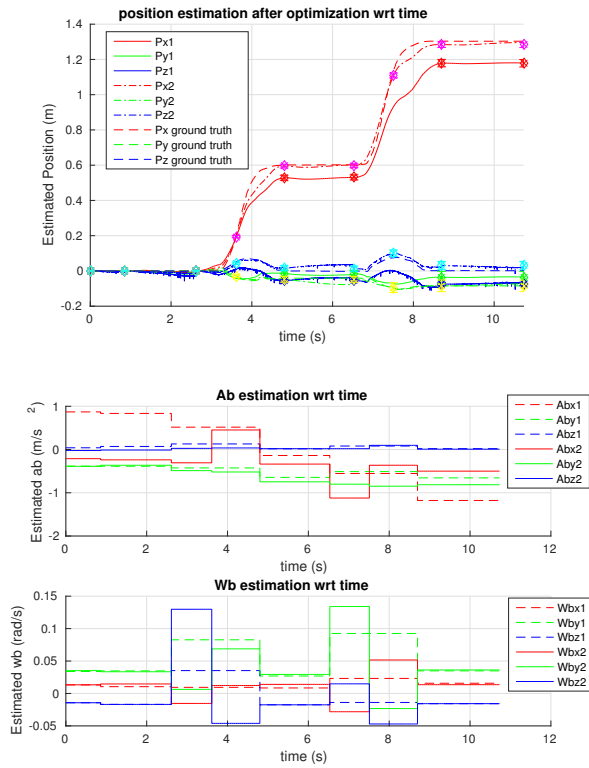 position estimation after optimization wrt time
Estimated Position (m)
1.4
1.2
1
0.8
0.6
0.4
0.2
0
-0.2
Px1
Py1
Pz1
Px2
Py2
Pz2
Px ground truth
Py ground truth
Pz ground truth
0 2 4 6 8 10
time (s)
Ab estimation wrt time
Estimated ab (m/s 2)
1
0
-1
-2
Abx1
Aby1
Abz1
Abx2
Aby2
Abz2
0 2 4 6 8 10 12
time (s)
Wb estimation wrt time
Estimated wb (rad/s)
0.15
0.1
0.05
0
-0.05
Wbx1
Wby1
Wbz1
Wbx2
Wby2
Wbz2
0 2 4 6 8 10 12
time (s)